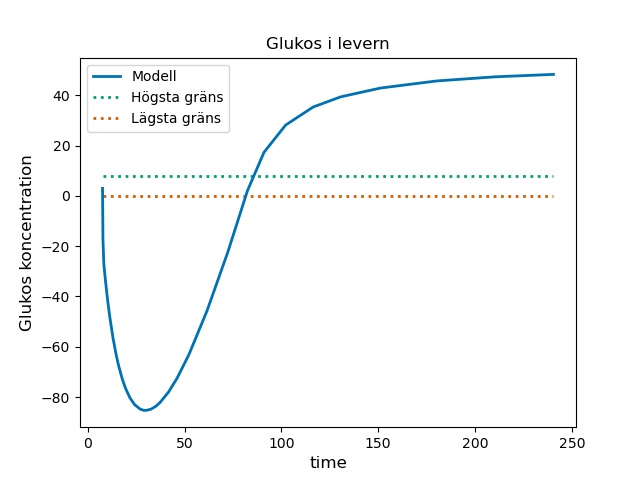 Glukos i levern
Modell
Högsta gräns
Lägsta gräns
Glukos koncentration
40
20
0
−20
−40
−60
−80
0 50 100 150 200 250
time